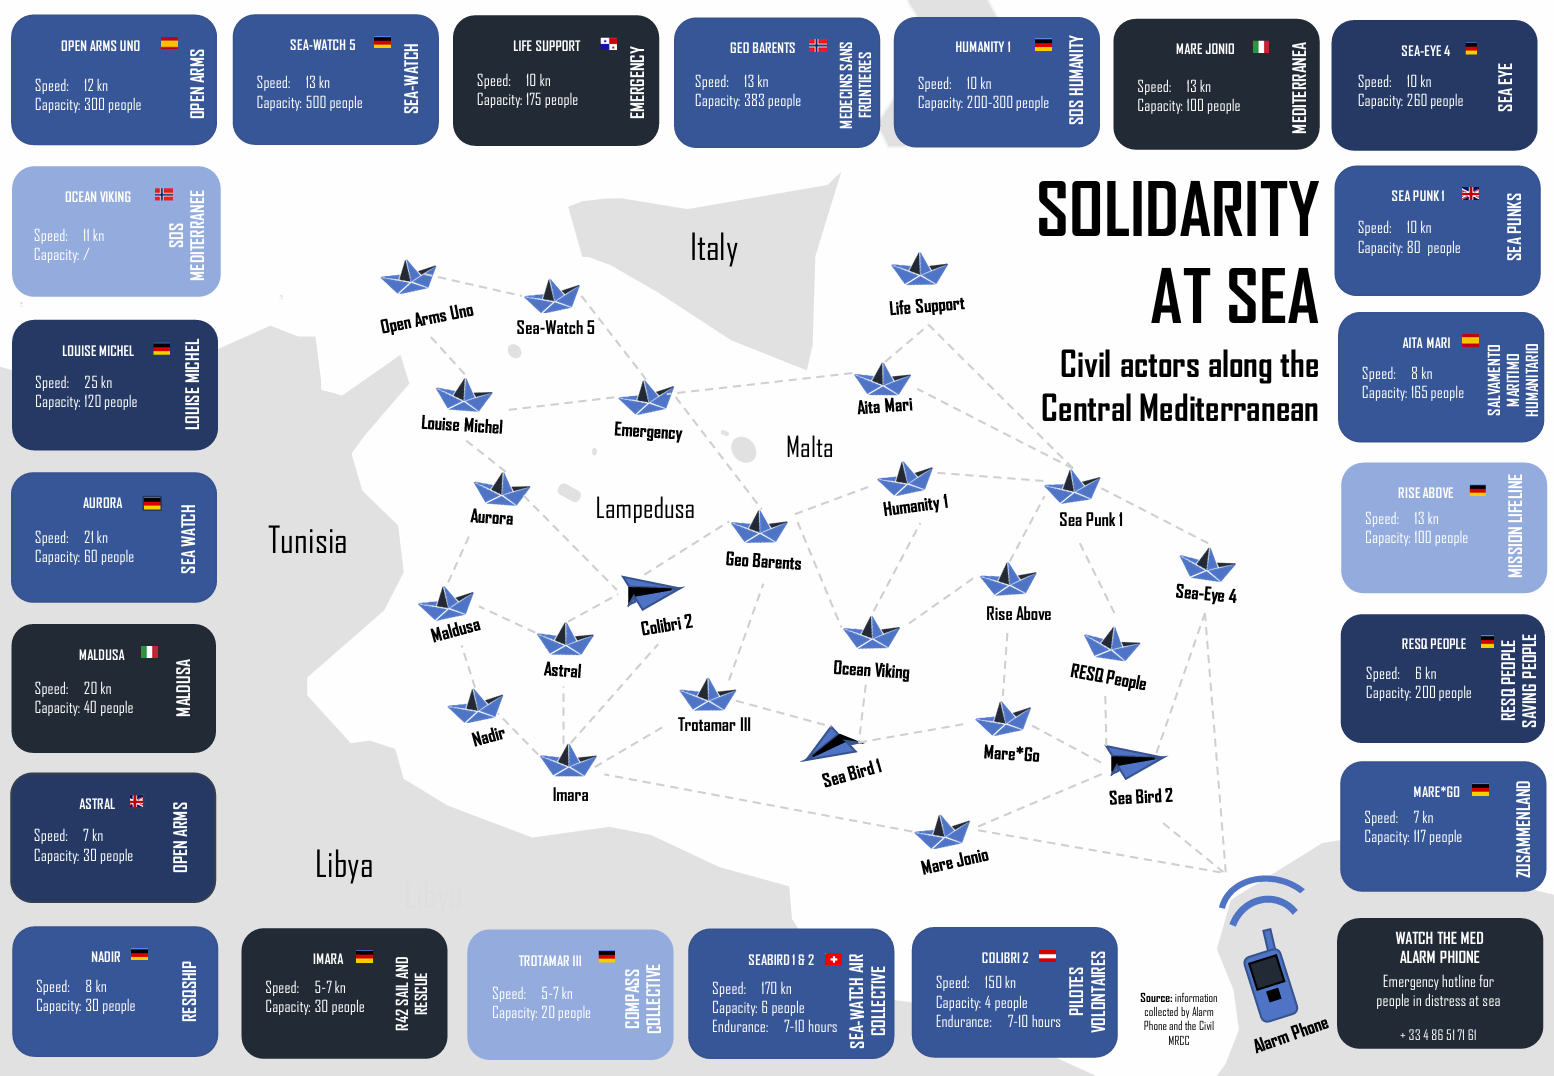 OPEN ARMS UNO
Speed: 12 kn
Capacity: 300 people
OPEN ARMS
SEA-WATCH 5
Speed: 13 kn
Capacity: 500 people
SEA-WATCH
LIFE SUPPORT
Speed: 10 kn
Capacity: 175 people
EMERGENCY
GEO BARENTS
Speed: 13 kn
Capacity: 383 people
MEDECINS SANS
FRONTIERES
HUMANITY 1
Speed: 10 kn
Capacity: 200-300 people
SOS HUMANITY
MARE JONIO
Speed: 13 kn
Capacity: 100 people
MEDITERRANEA
SEA-EYE 4
Speed: 10 kn
Capacity: 260 people
SEA EYE
OCEAN VIKING
Speed: 11 kn
Capacity: /
SOS
MEDITERRANEE
SOLIDARITY
AT SEA
Civil actors along the
Central Mediterranean
SEA PUNK 1
Speed: 10 kn
Capacity: 80 people
SEA PUNKS
LOUISE MICHEL
Speed: 25 kn
Capacity: 120 people
LOUISE MICHEL
AITA MARI
Speed: 8 kn
Capacity: 165 people
SALVAMENTO
MARITIMO
HUMANITARIO
AURORA
Speed: 21 kn
Capacity: 60 people
SEA WATCH
RISE ABOVE
Speed: 13 kn
Capacity: 100 people
MISSION LIFELINE
MALDUSA
Speed: 20 kn
Capacity: 40 people
MALDUSA
RESQ PEOPLE
Speed: 6 kn
Capacity: 200 people
RESQ PEOPLE
SAVING PEOPLE
ASTRAL
Speed: 7 kn
Capacity: 30 people
OPEN ARMS
MARE*GO
Speed: 7 kn
Capacity: 117 people
ZUSAMMENLAND
Italy
Open Arms Uno
Sea-Watch 5
Life Support
Louise Michel
Emergency
Aita Mari
Malta
Lampedusa
Aurora
Humanity 1
Sea Punk 1
Tunisia
Geo Barents
Colibri 2
Rise Above
Sea-Eye 4
Maldusa
Astral
Ocean Viking
RESQ People
Nadir
Trotamar III
Sea Bird 1
Mare*Go
Imara
Sea Bird 2
Mare Jonio
Libya
Libya
NADIR
Speed: 8 kn
Capacity: 30 people
RESQSHIP
IMARA
Speed: 5-7 kn
Capacity: 30 people
R42 SAIL AND
RESCUE
TROTAMAR III
Speed: 5-7 kn
Capacity: 20 people
COMPASS
COLLECTIVE
SEABIRD 1 & 2
Speed: 170 kn
Capacity: 6 people
Endurance: 7-10 hours
SEA-WATCH AIR
COLLECTIVE
COLIBRI 2
Speed: 150 kn
Capacity: 4 people
Endurance: 7-10 hours
PILOTES
VOLONTAIRES
Source: information
collected by Alarm
Phone and the Civil
MRCC
Alarm Phone
WATCH THE MED
ALARM PHONE
Emergency hotline for
people in distress at sea
+ 33 4 86 51 71 61